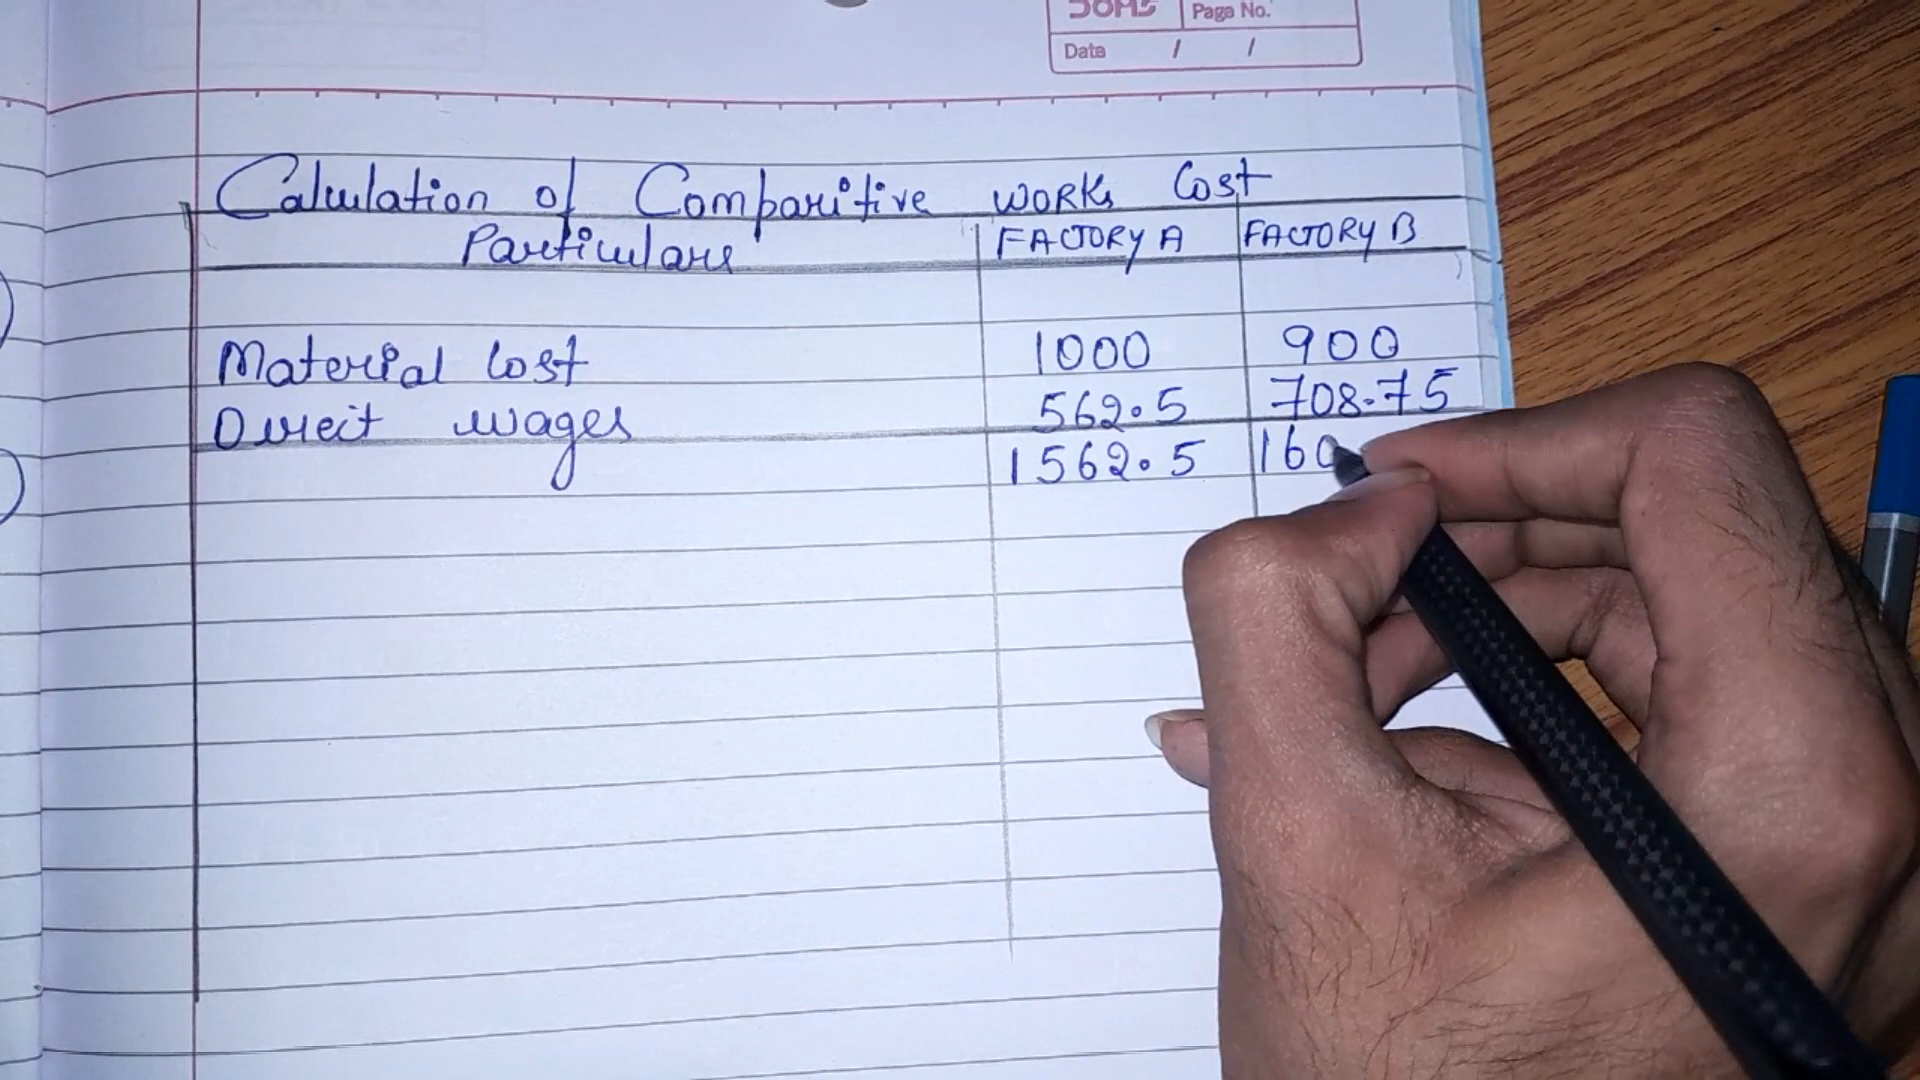 Page No.
Date / /
Calculation of Comparitive works Cost
Particulars FACTORY A FACTORY B
Material Cost 1000 900
Direct wages 562.5 708.75
1562.5 160